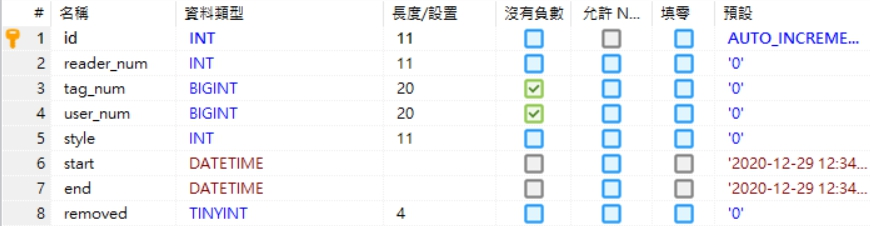 # 名稱 資料類型 長度/設置 沒有負數 允許 N... 填零 預設
1 id INT 11 AUTO_INCREME...
2 reader_num INT 11 '0'
3 tag_num BIGINT 20 '0'
4 user_num BIGINT 20 '0'
5 style INT 11 '0'
6 start DATETIME '2020-12-29 12:34...
7 end DATETIME '2020-12-29 12:34...
8 removed TINYINT 4 '0'